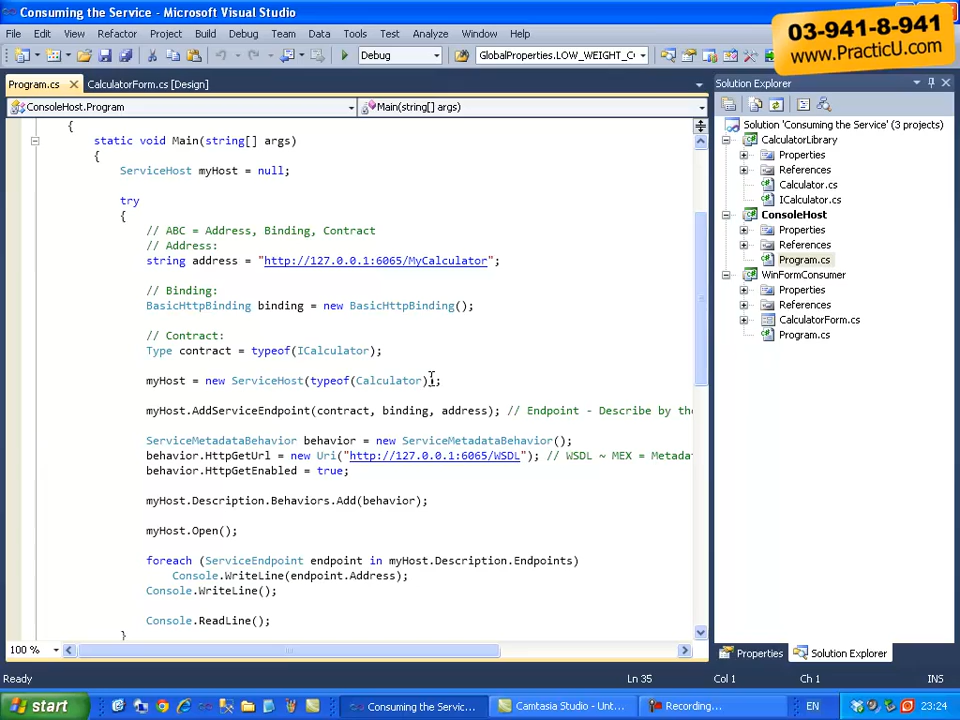 Consuming the Service - Microsoft Visual Studio
03-941-8-941
www.PracticU.com
File Edit View Refactor Project Build Debug Team Data Tools Test Analyze Window Help
Debug GlobalProperties.LOW_WEIGHT_C
Program.cs CalculatorForm.cs [Design]
ConsoleHost.Program Main(string[] args)
{
static void Main(string[] args)
{
ServiceHost myHost = null;
try
{
// ABC = Address, Binding, Contract
// Address:
string address = "http://127.0.0.1:6065/MyCalculator";
// Binding:
BasicHttpBinding binding = new BasicHttpBinding();
// Contract:
Type contract = typeof(ICalculator);
myHost = new ServiceHost(typeof(Calculator));
myHost.AddServiceEndpoint(contract, binding, address); // Endpoint - Describe by the
ServiceMetadataBehavior behavior = new ServiceMetadataBehavior();
behavior.HttpGetUrl = new Uri("http://127.0.0.1:6065/WSDL"); // WSDL ~ MEX = Metada
behavior.HttpGetEnabled = true;
myHost.Description.Behaviors.Add(behavior);
myHost.Open();
foreach (ServiceEndpoint endpoint in myHost.Description.Endpoints)
Console.WriteLine(endpoint.Address);
Console.WriteLine();
Console.ReadLine();
}
100 %
Solution Explorer
Solution 'Consuming the Service' (3 projects)
CalculatorLibrary
Properties
References
Calculator.cs
ICalculator.cs
ConsoleHost
Properties
References
Program.cs
WinFormConsumer
Properties
References
CalculatorForm.cs
Program.cs
Properties Solution Explorer
Ready Ln 35 Col 1 Ch 1 INS
start Consuming the Servic... Camtasia Studio - Unt... Recording... EN 23:24